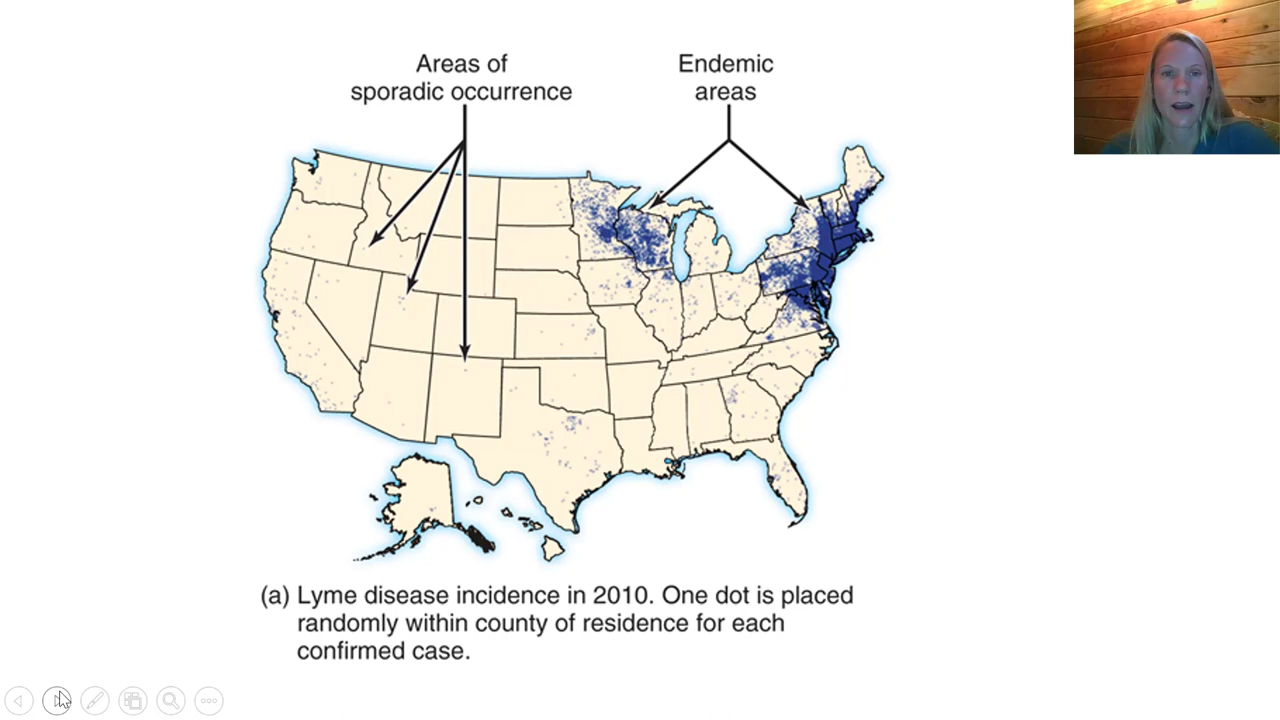 Areas of
sporadic occurrence
Endemic
areas
(a) Lyme disease incidence in 2010. One dot is placed
randomly within county of residence for each
confirmed case.